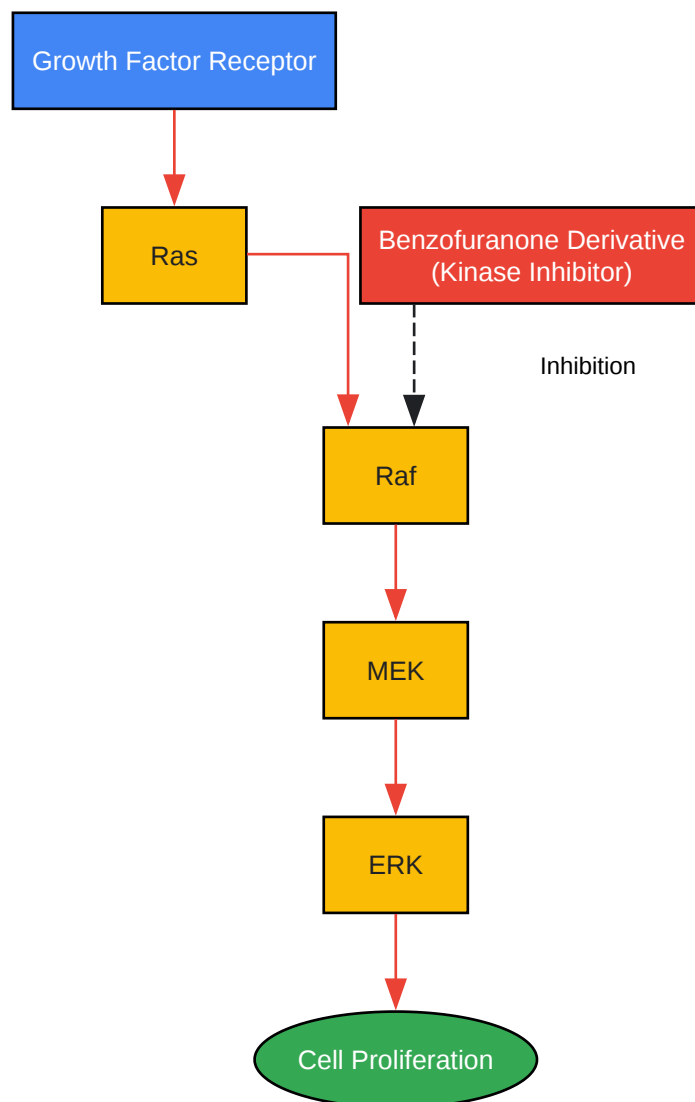 Growth Factor Receptor
Ras
Benzofuranone Derivative
(Kinase Inhibitor)
Inhibition
Raf
MEK
ERK
Cell Proliferation